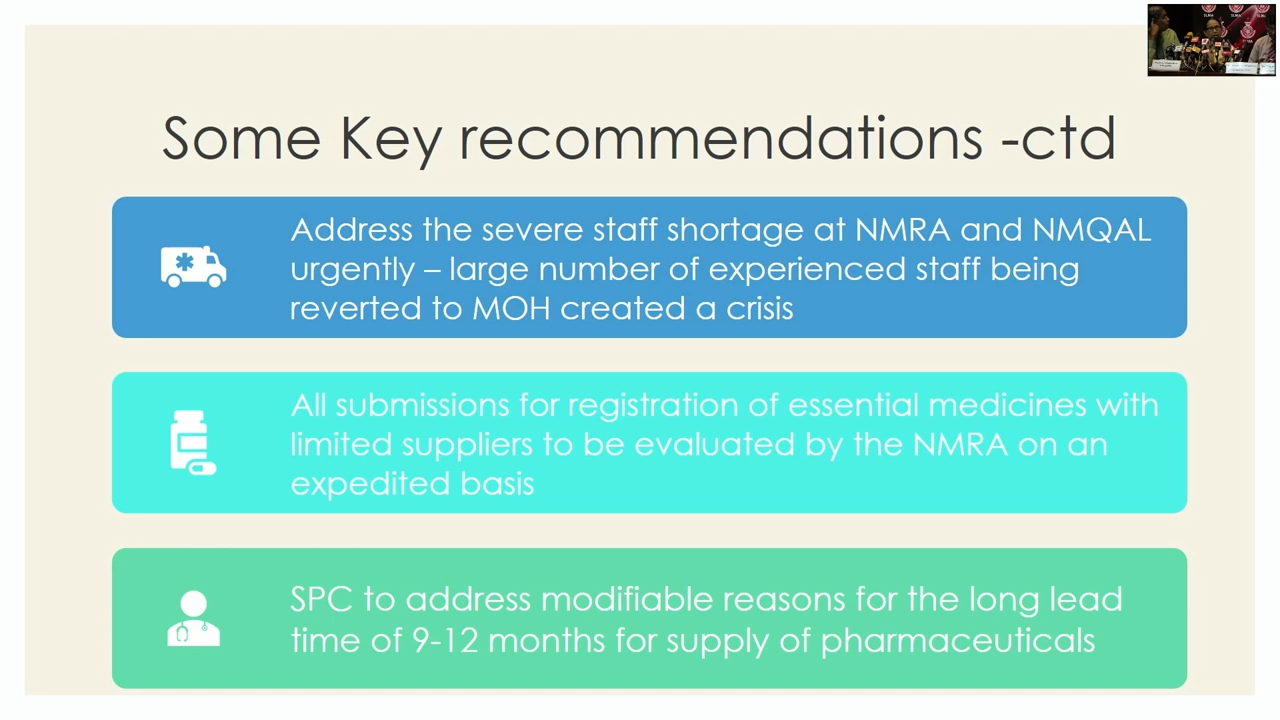 Some Key recommendations -ctd
Address the severe staff shortage at NMRA and NMQAL
urgently – large number of experienced staff being
reverted to MOH created a crisis
All submissions for registration of essential medicines with
limited suppliers to be evaluated by the NMRA on an
expedited basis
SPC to address modifiable reasons for the long lead
time of 9-12 months for supply of pharmaceuticals